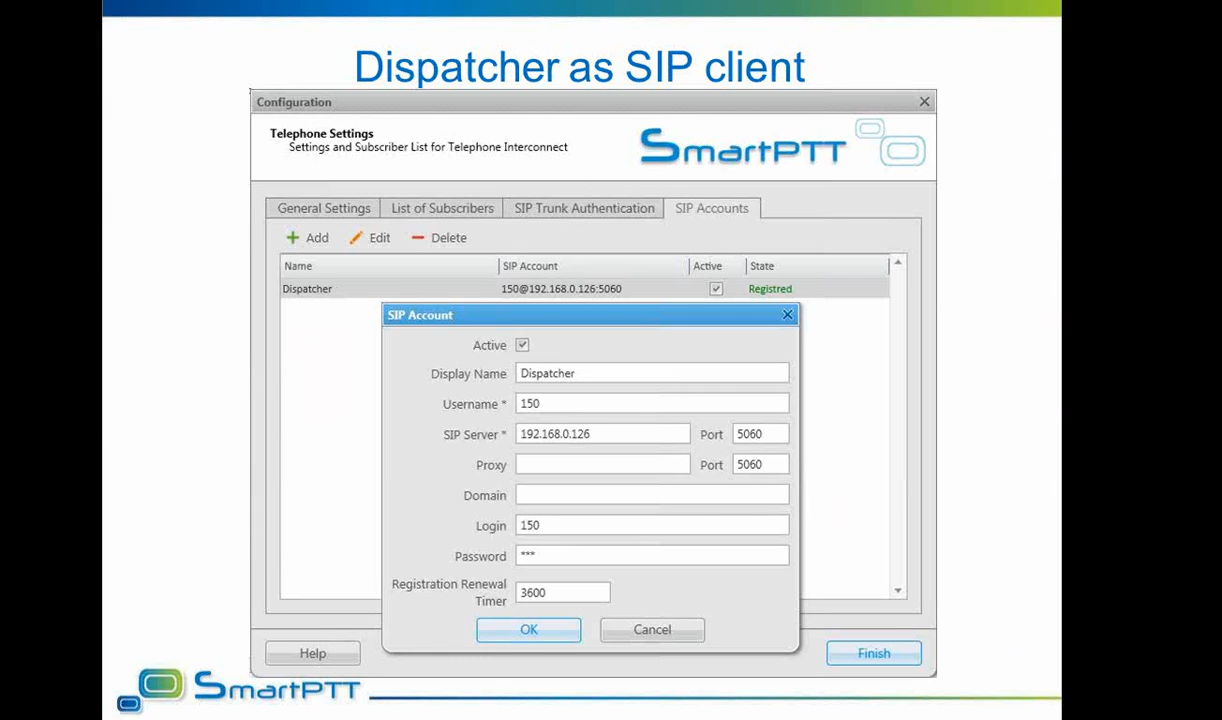 Dispatcher as SIP client
Configuration
Telephone Settings
Settings and Subscriber List for Telephone Interconnect
SmartPTT
General Settings List of Subscribers SIP Trunk Authentication SIP Accounts
Add Edit Delete
Name SIP Account Active State
Dispatcher 150@192.168.0.126:5060 Registred
SIP Account
Active
Display Name Dispatcher
Username * 150
SIP Server * 192.168.0.126 Port 5060
Proxy Port 5060
Domain
Login 150
Password ***
Registration Renewal
Timer 3600
OK Cancel
Help Finish
SmartPTT